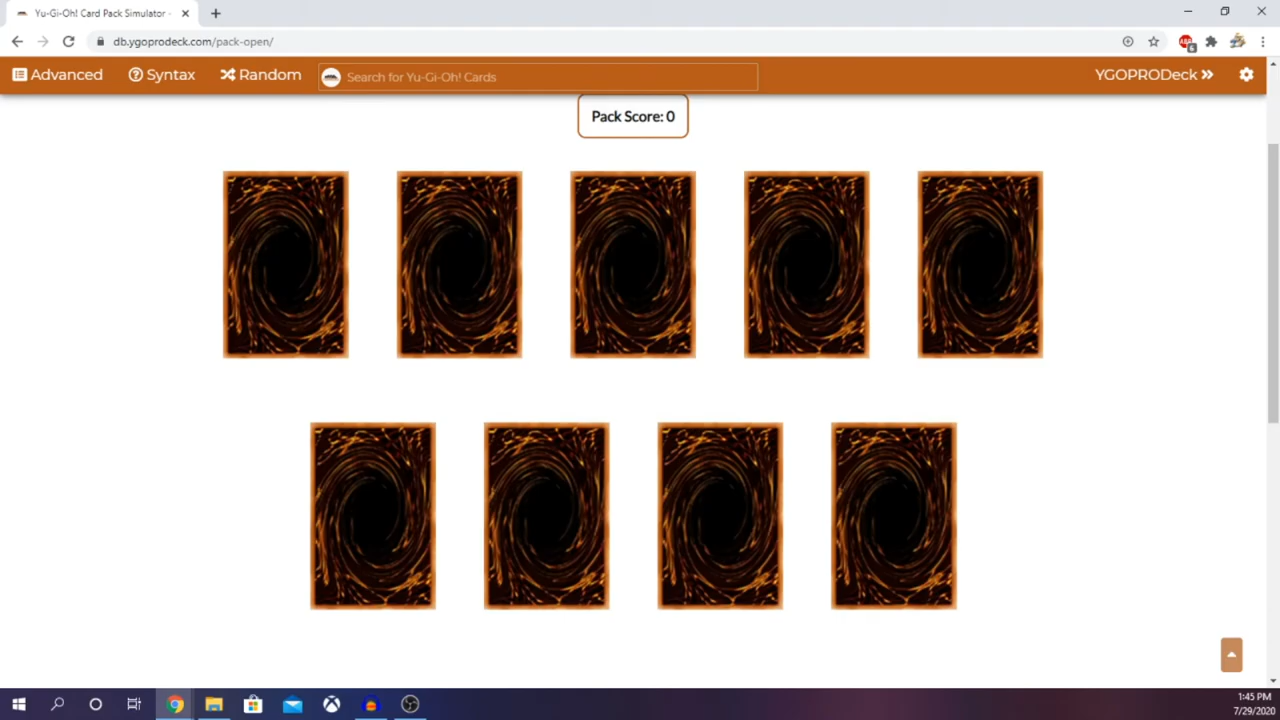 Yu-Gi-Oh! Card Pack Simulator -
db.ygoprodeck.com/pack-open/
6
Advanced
Syntax
Random
Search for Yu-Gi-Oh! Cards
YGOPRODeck
Pack Score: 0
1:45 PM
7/29/2020